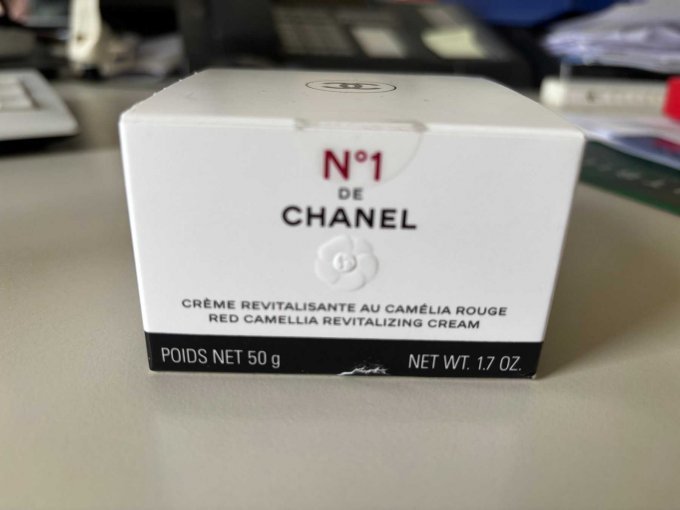 N°1
DE
CHANEL
CRÈME REVITALISANTE AU CAMÉLIA ROUGE
RED CAMELLIA REVITALIZING CREAM
POIDS NET 50 g
NET WT. 1.7 OZ.